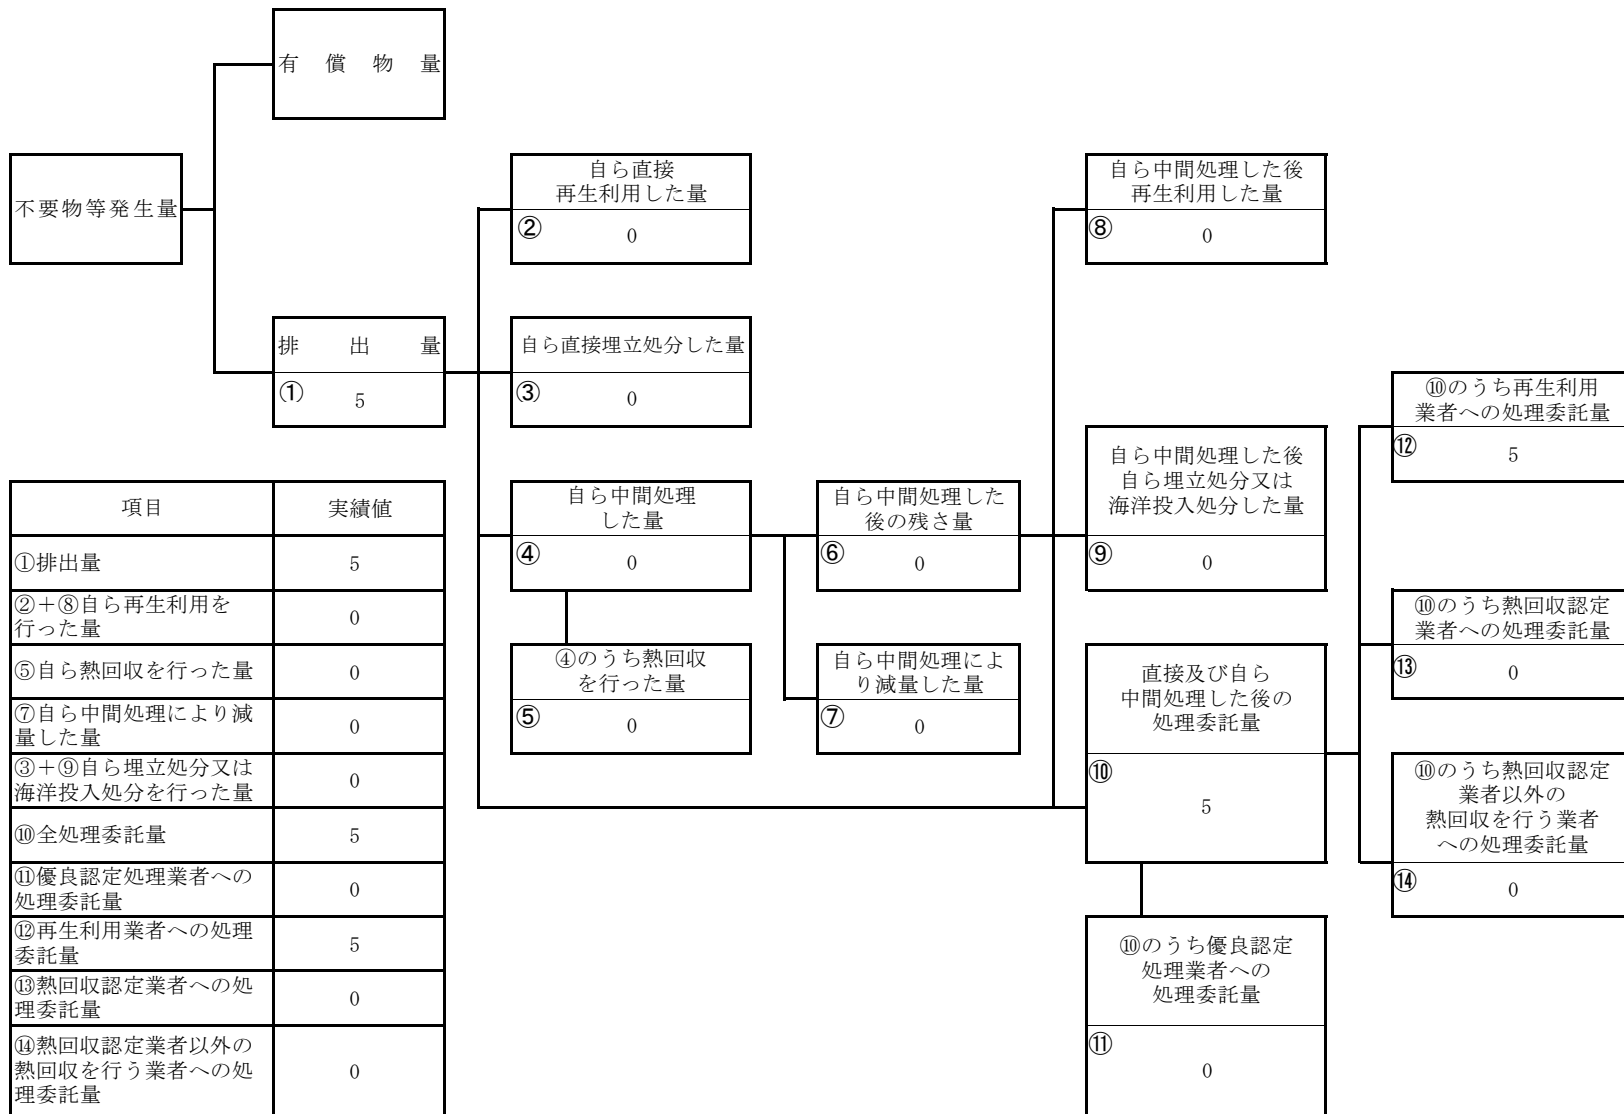 有償物量
不要物等発生量
排出量
① 5
自ら直接
再生利用した量
② 0
自ら直接埋立処分した量
③ 0
自ら中間処理
した量
④ 0
④のうち熱回収
を行った量
⑤ 0
自ら中間処理した
後の残さ量
⑥ 0
自ら中間処理によ
り減量した量
⑦ 0
自ら中間処理した後
再生利用した量
⑧ 0
自ら中間処理した後
自ら埋立処分又は
海洋投入処分した量
⑨ 0
直接及び自ら
中間処理した後の
処理委託量
⑩
5
⑩のうち優良認定
処理業者への
処理委託量
⑪
0
⑩のうち再生利用
業者への処理委託量
⑫ 5
⑩のうち熱回収認定
業者への処理委託量
⑬ 0
⑩のうち熱回収認定
業者以外の
熱回収を行う業者
への処理委託量
⑭ 0
項目 実績値
①排出量 5
②+⑧自ら再生利用を
行った量 0
⑤自ら熱回収を行った量 0
⑦自ら中間処理により減
量した量 0
③+⑨自ら埋立処分又は
海洋投入処分を行った量 0
⑩全処理委託量 5
⑪優良認定処理業者への
処理委託量 0
⑫再生利用業者への処理
委託量 5
⑬熱回収認定業者への処
理委託量 0
⑭熱回収認定業者以外の
熱回収を行う業者への処 0
理委託量